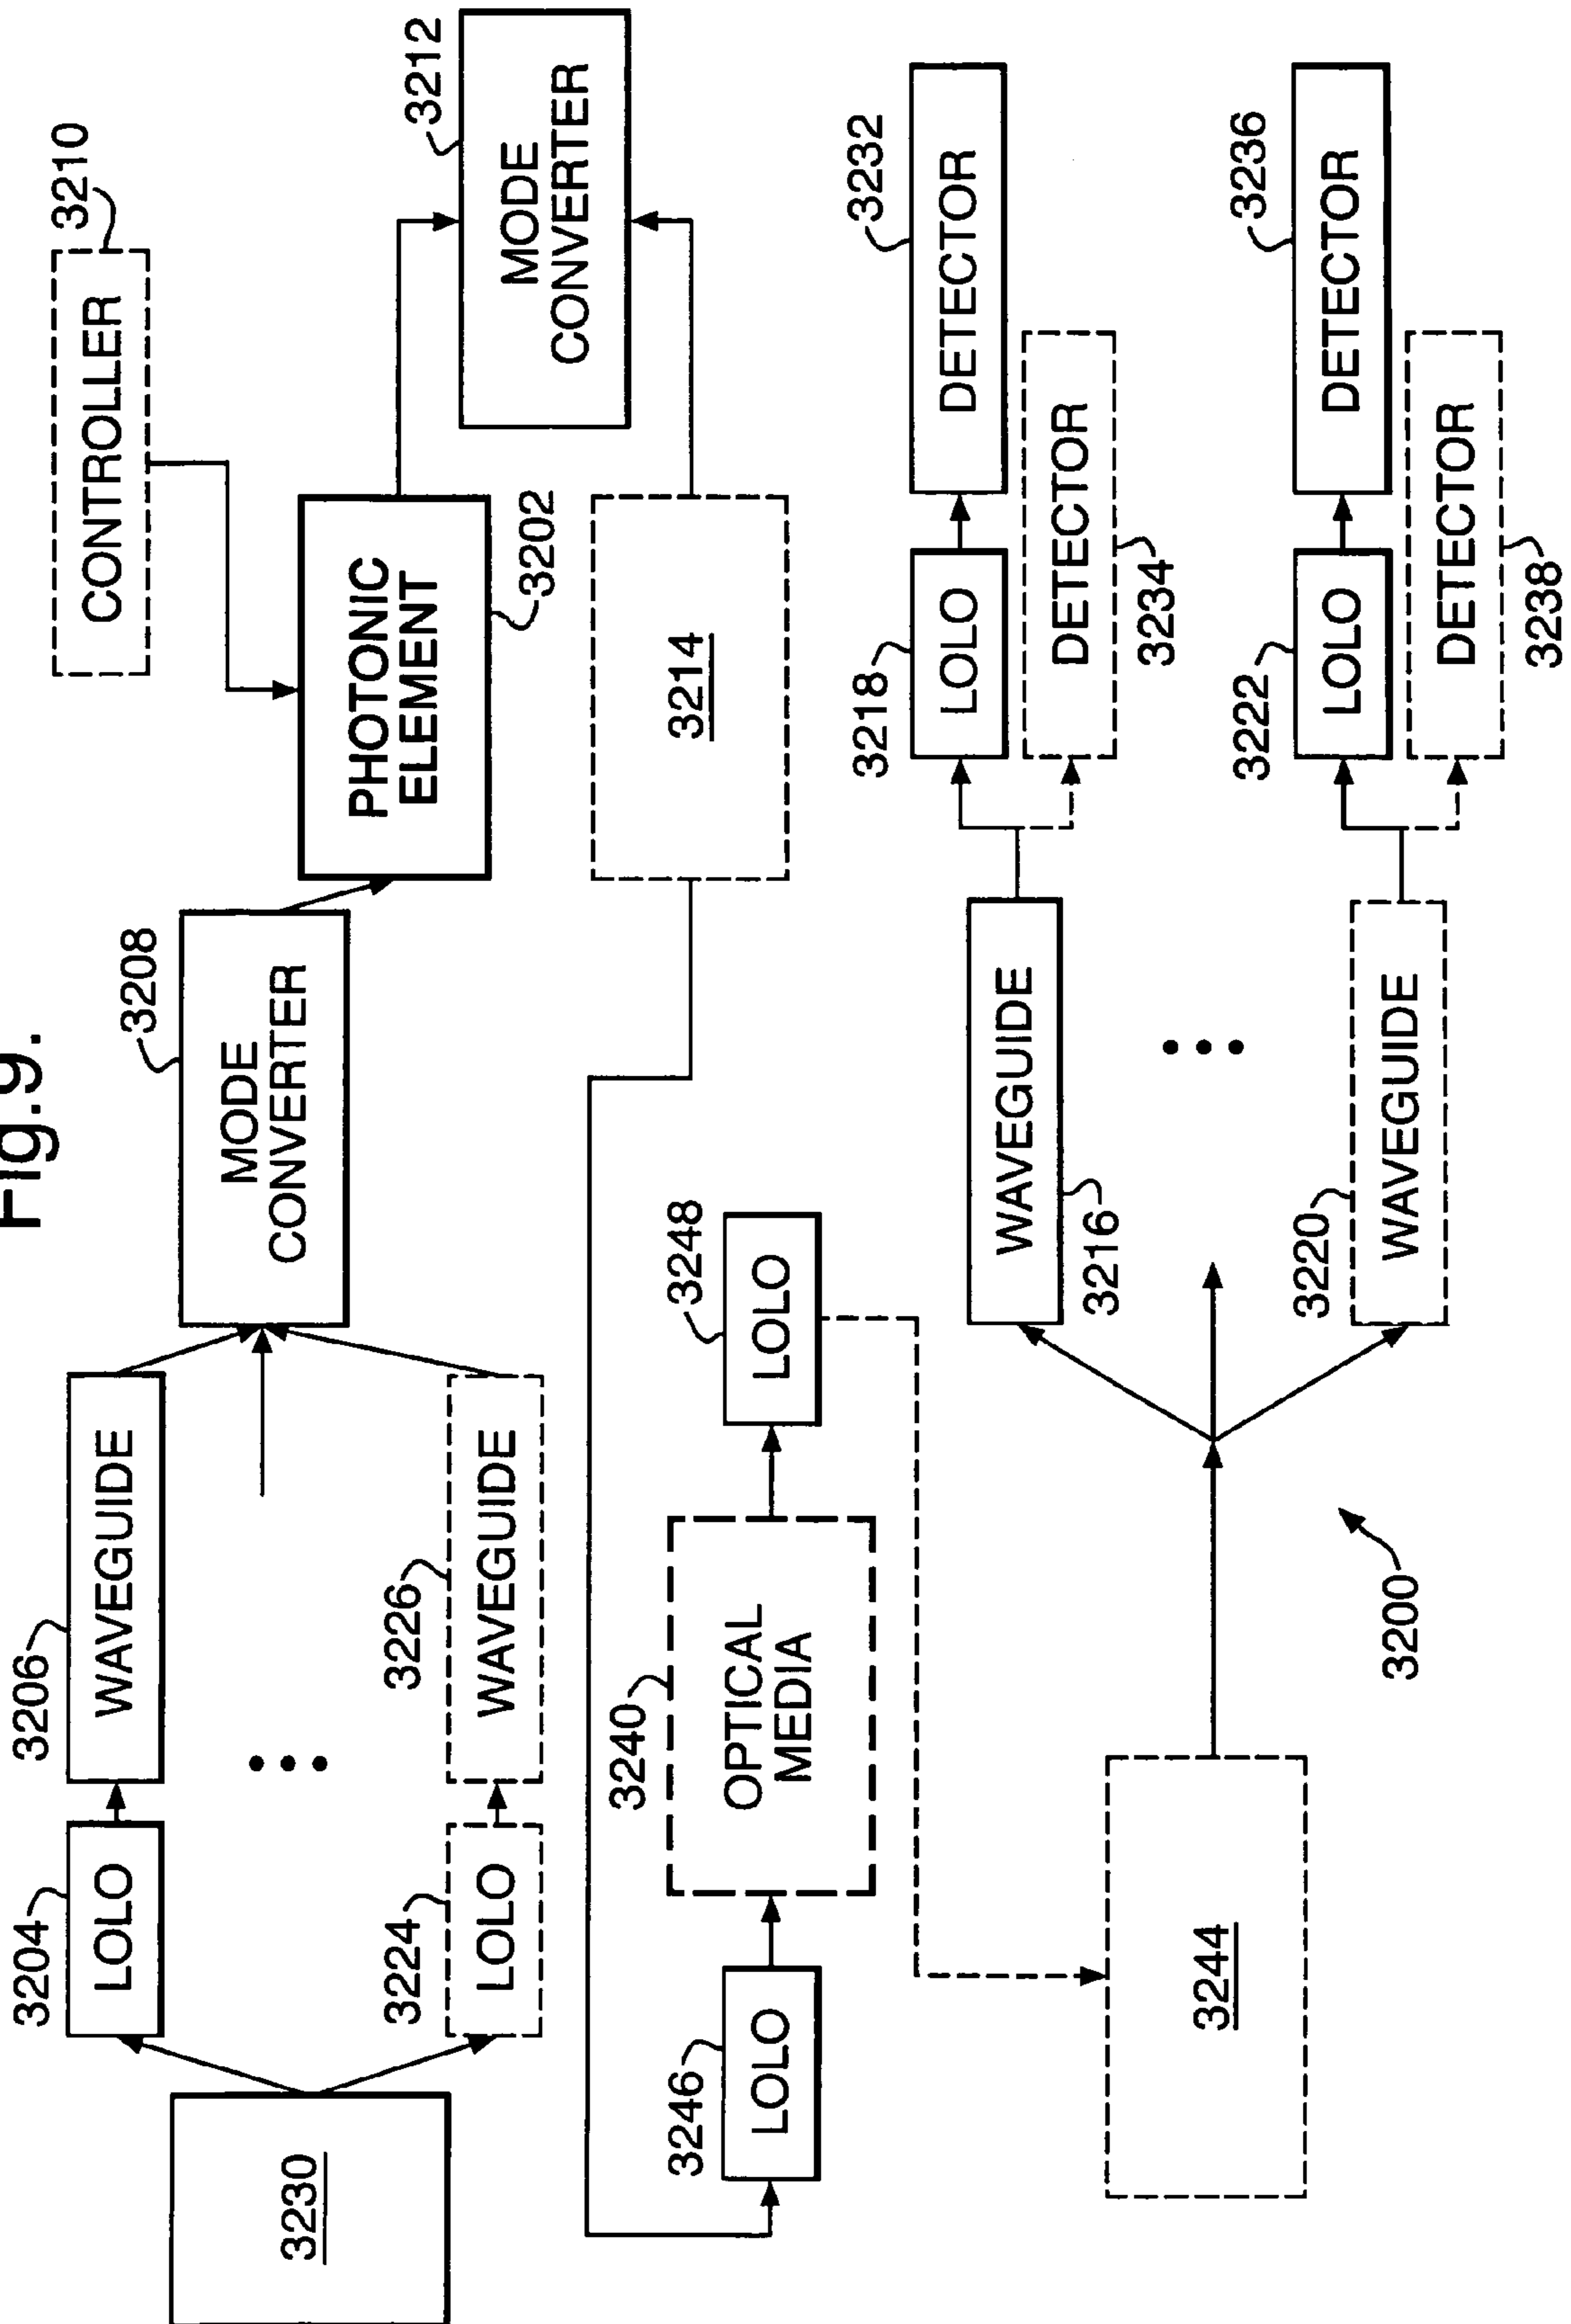 Fig.9.
3230
3204
LOLO
3206
WAVEGUIDE
3224
LOLO
3226
WAVEGUIDE
3208
MODE
CONVERTER
3210
CONTROLLER
PHOTONIC
ELEMENT
3202
3212
MODE
CONVERTER
3214
3246
LOLO
3240
OPTICAL
MEDIA
3248
LOLO
3244
3200
WAVEGUIDE
3216
3218
LOLO
3232
DETECTOR
DETECTOR
3234
3220
WAVEGUIDE
3222
LOLO
3236
DETECTOR
DETECTOR
3238